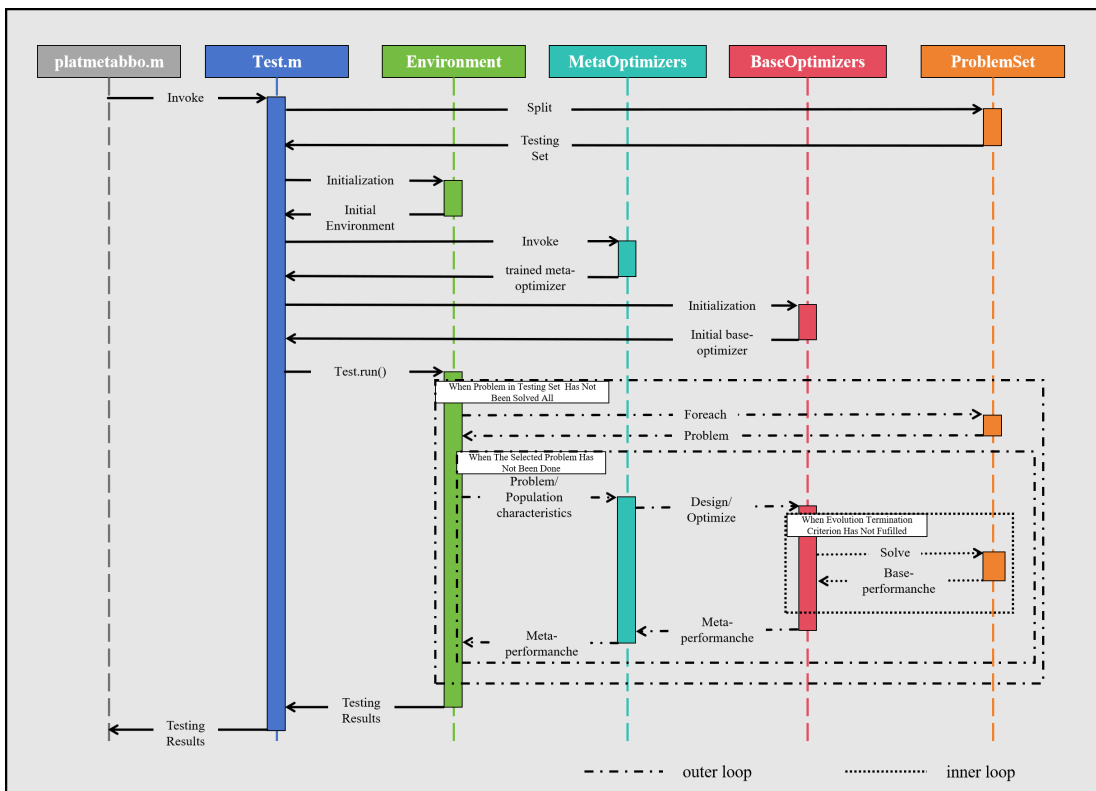 platmetabbo.m
Test.m
Environment
MetaOptimizers
BaseOptimizers
ProblemSet
Invoke
Split
Testing
Set
Initialization
Initial
Environment
Invoke
trained meta-
optimizer
Initialization
Initial base-
optimizer
Test.run()
When Problem in Testing Set Has Not
Been Solved All
Foreach
Problem
When The Selected Problem Has
Not Been Done
Problem/
Population
characteristics
Design/
Optimize
When Evolution Termination
Criterion Has Not Fufilled
Solve
Base-
performanche
Meta-
performanche
Meta-
performanche
Testing
Results
Testing
Results
outer loop
inner loop